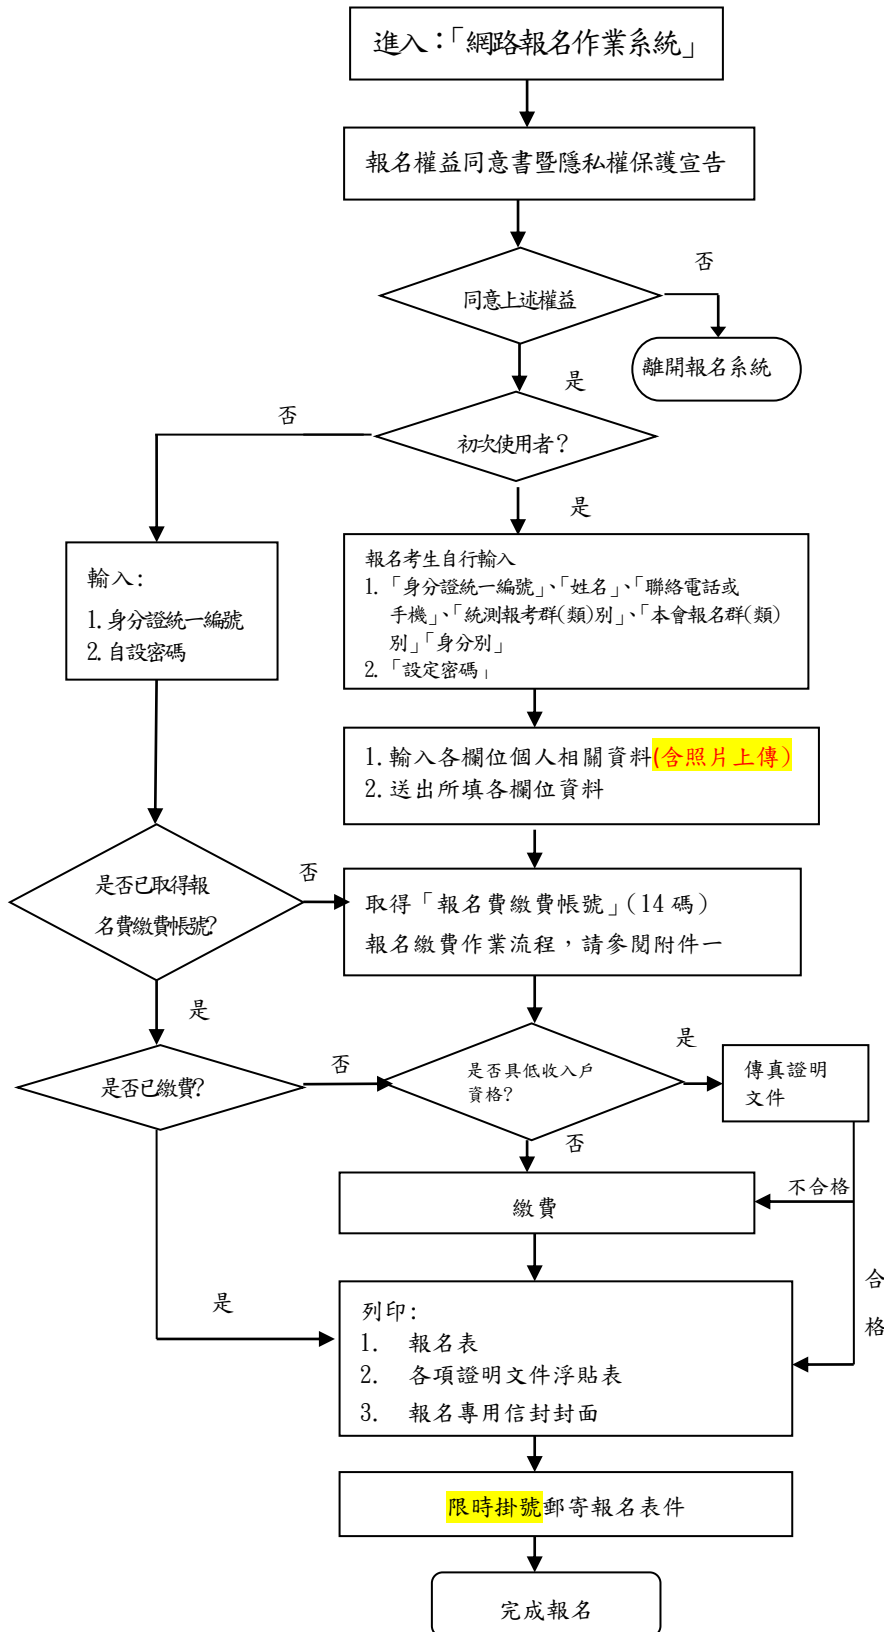 進入：「網路報名作業系統」
報名權益同意書暨隱私權保護宣告
否
同意上述權益
離開報名系統
是
否
初次使用者？
是
輸入：
1.身分證統一編號
2.自設密碼
報名考生自行輸入
1.「身分證統一編號」、「姓名」、「聯絡電話或
手機」、「統測報考群(類)別」、「本會報名群(類)
別」「身分別」
2.「設定密碼」
1.輸入各欄位個人相關資料(含照片上傳)
2.送出所填各欄位資料
是否已取得報
名費繳費帳號?
否
取得「報名費繳費帳號」(14 碼)
報名繳費作業流程，請參閱附件一
是
是否已繳費?
否
是否具低收入戶
資格?
是
傳真證明
文件
否
繳費
不合格
合
格
是
列印：
1. 報名表
2. 各項證明文件浮貼表
3. 報名專用信封封面
限時掛號郵寄報名表件
完成報名